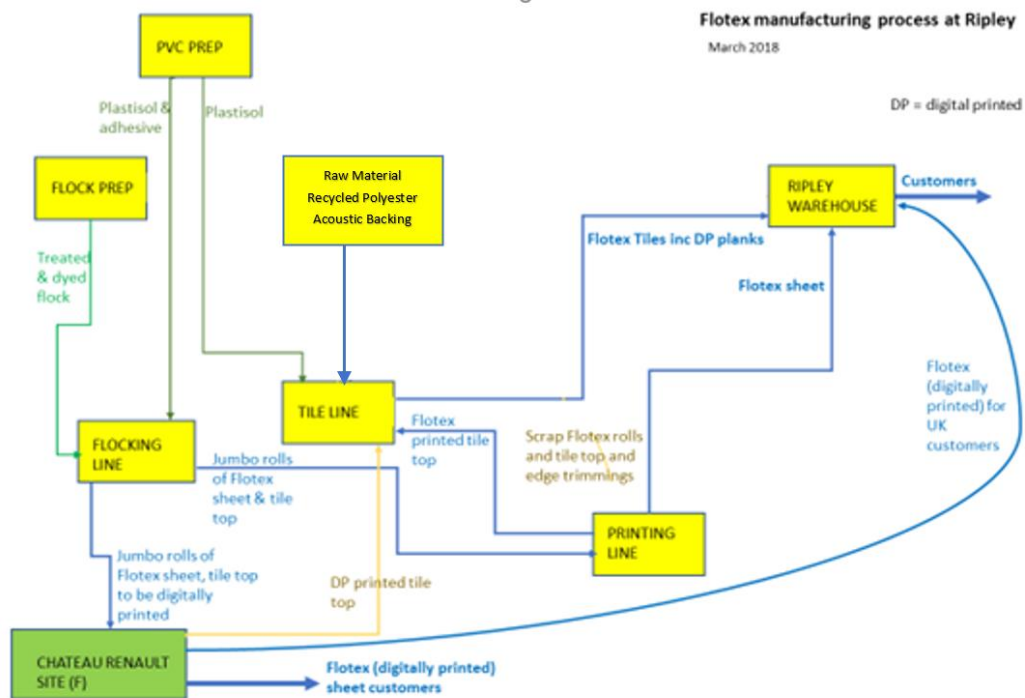 Flotex manufacturing process at Ripley
March 2018
DP = digital printed
PVC PREP
Plastisol &
adhesive
Plastisol
FLOCK PREP
Raw Material
Recycled Polyester
Acoustic Backing
RIPLEY
WAREHOUSE
Customers
Treated
& dyed
flock
Flotex Tiles inc DP planks
Flotex sheet
TILE LINE
Flotex
printed tile
top
Flotex
(digitally
printed) for
UK
customers
FLOCKING
LINE
Jumbo rolls
of Flotex
sheet & tile
top
Scrap Flotex rolls
and tile top and
edge trimmings
PRINTING
LINE
Jumbo rolls of
Flotex sheet, tile top
to be digitally
printed
DP printed tile
top
CHATEAU RENAULT
SITE (F)
Flotex (digitally printed)
sheet customers